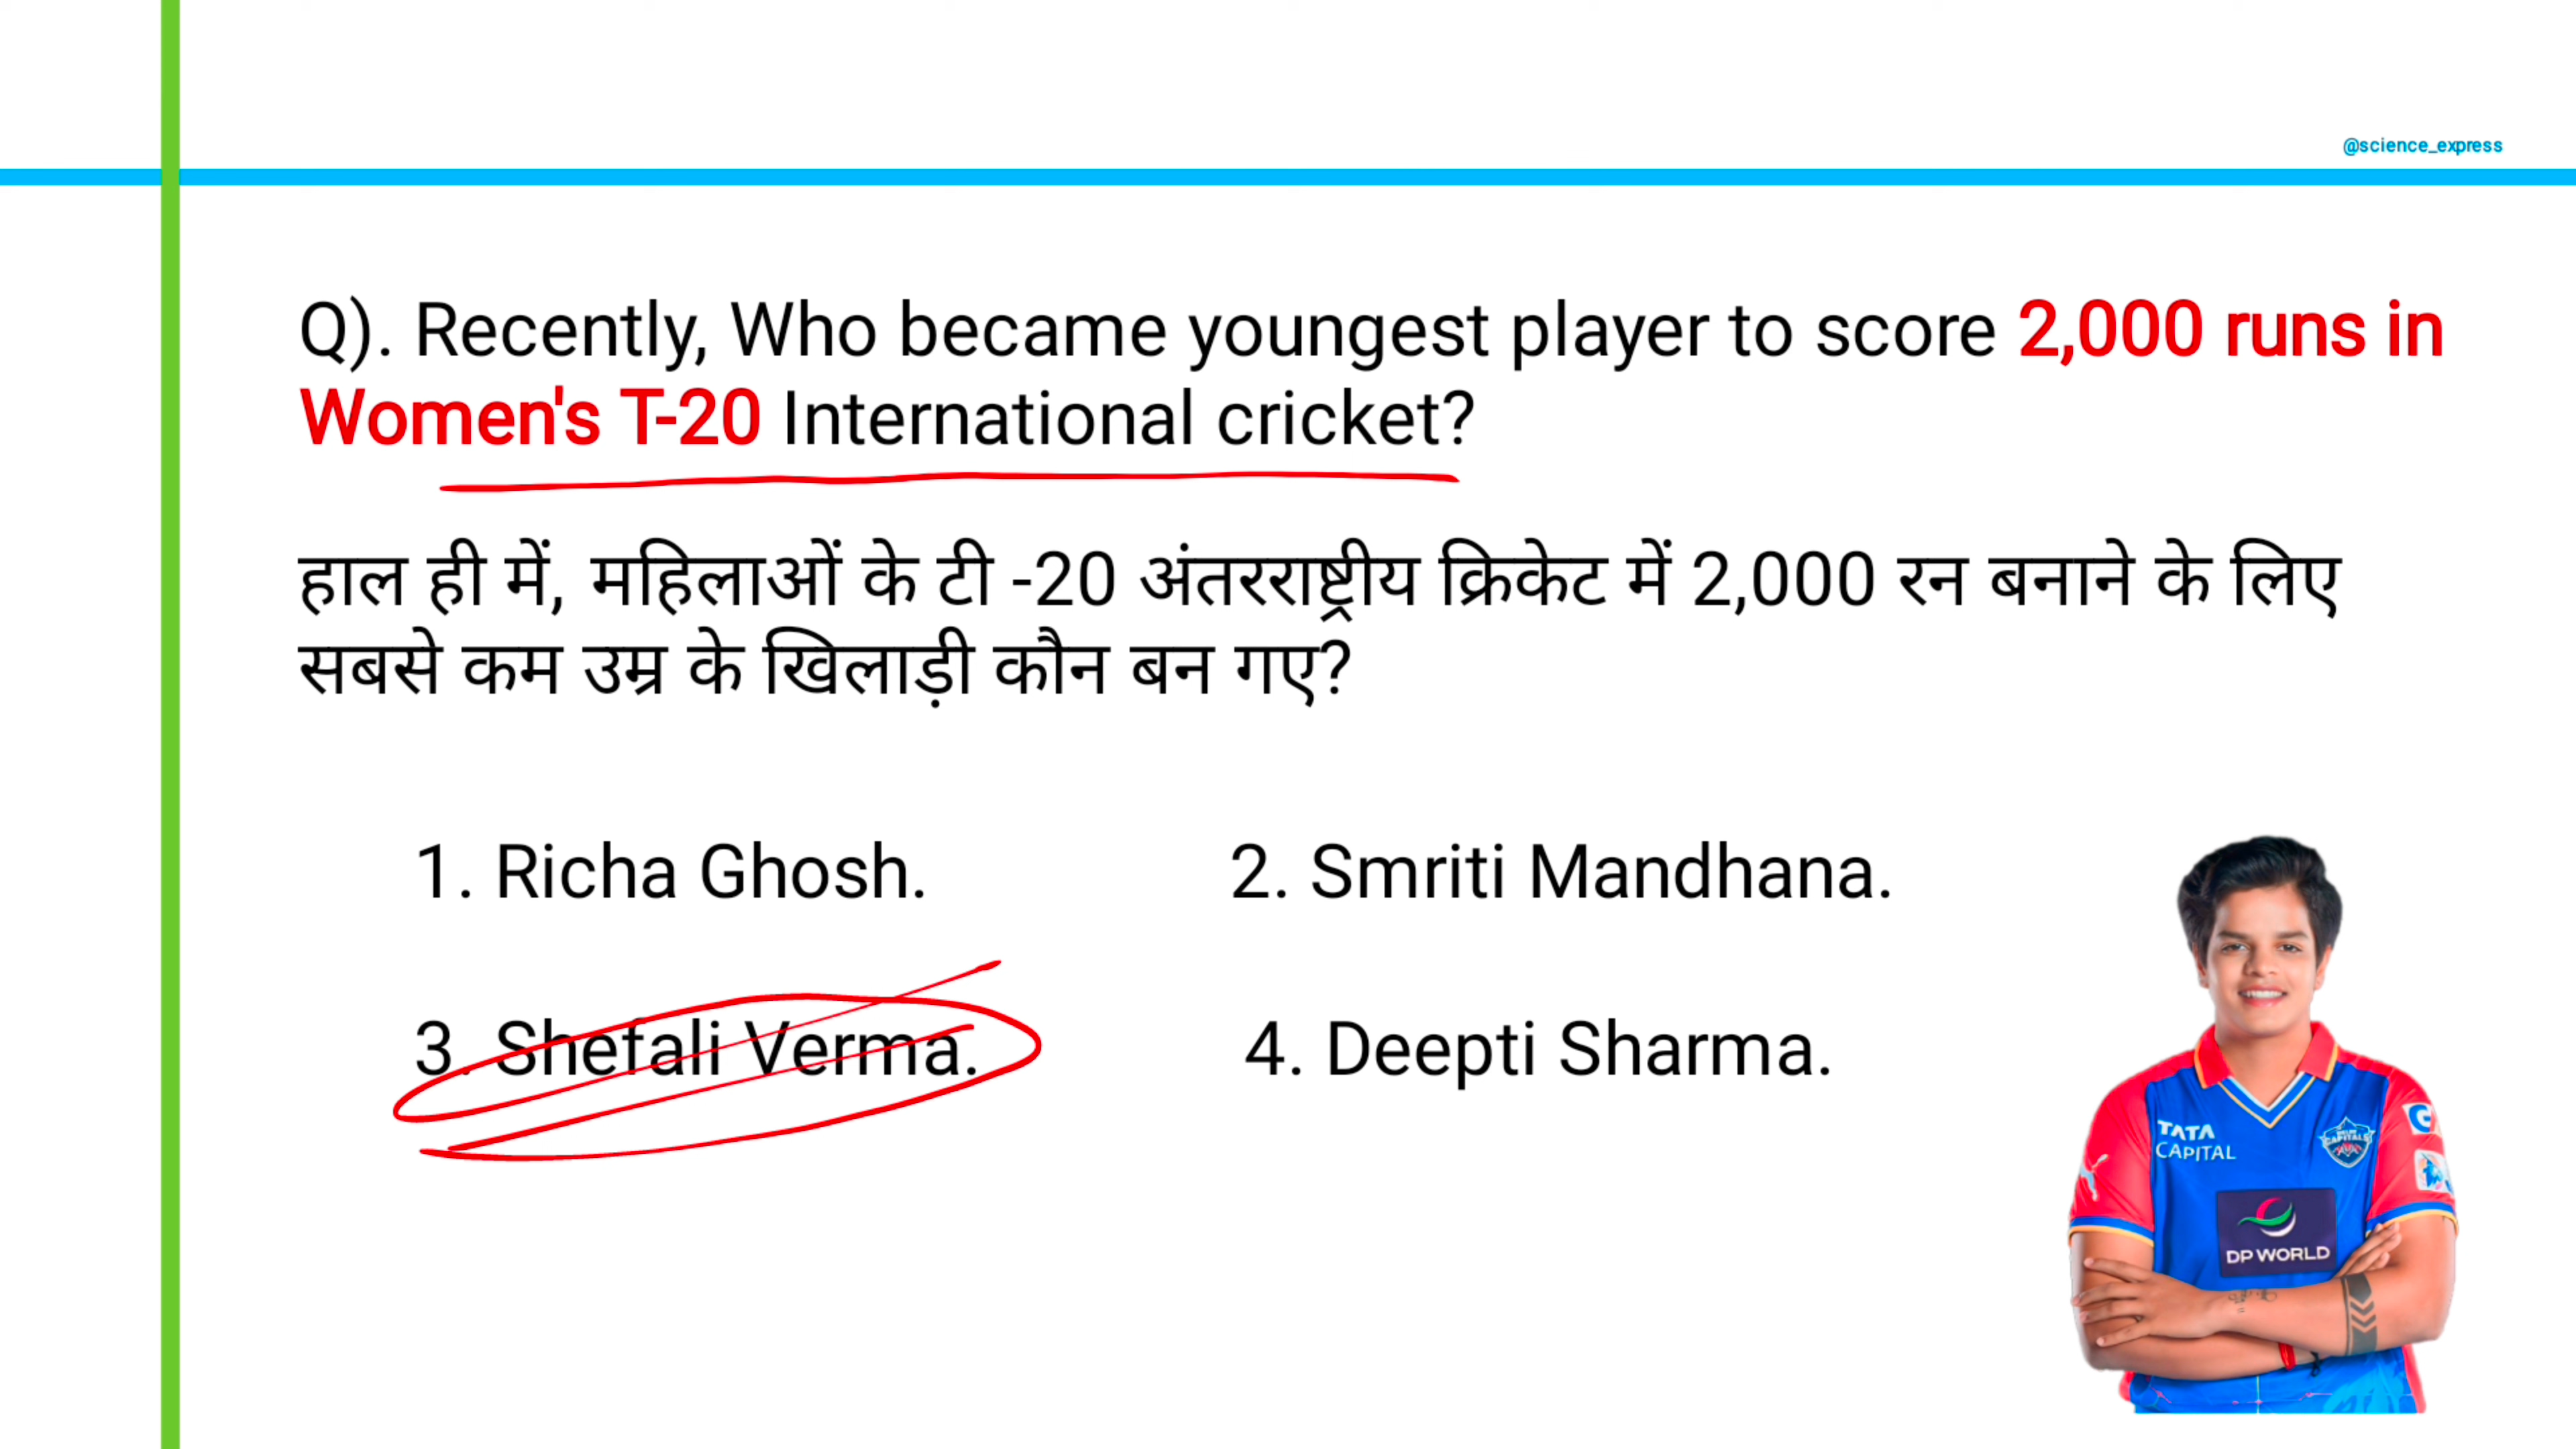 @science_express
Q). Recently, Who became youngest player to score 2,000 runs in
Women's T-20 International cricket?
हाल ही में, महिलाओं के टी -20 अंतरराष्ट्रीय क्रिकेट में 2,000 रन बनाने के लिए
सबसे कम उम्र के खिलाड़ी कौन बन गए?
1. Richa Ghosh.
2. Smriti Mandhana.
3. Shefali Verma.
4. Deepti Sharma.
TATA
CAPITAL
CAPITALS
DP WORLD